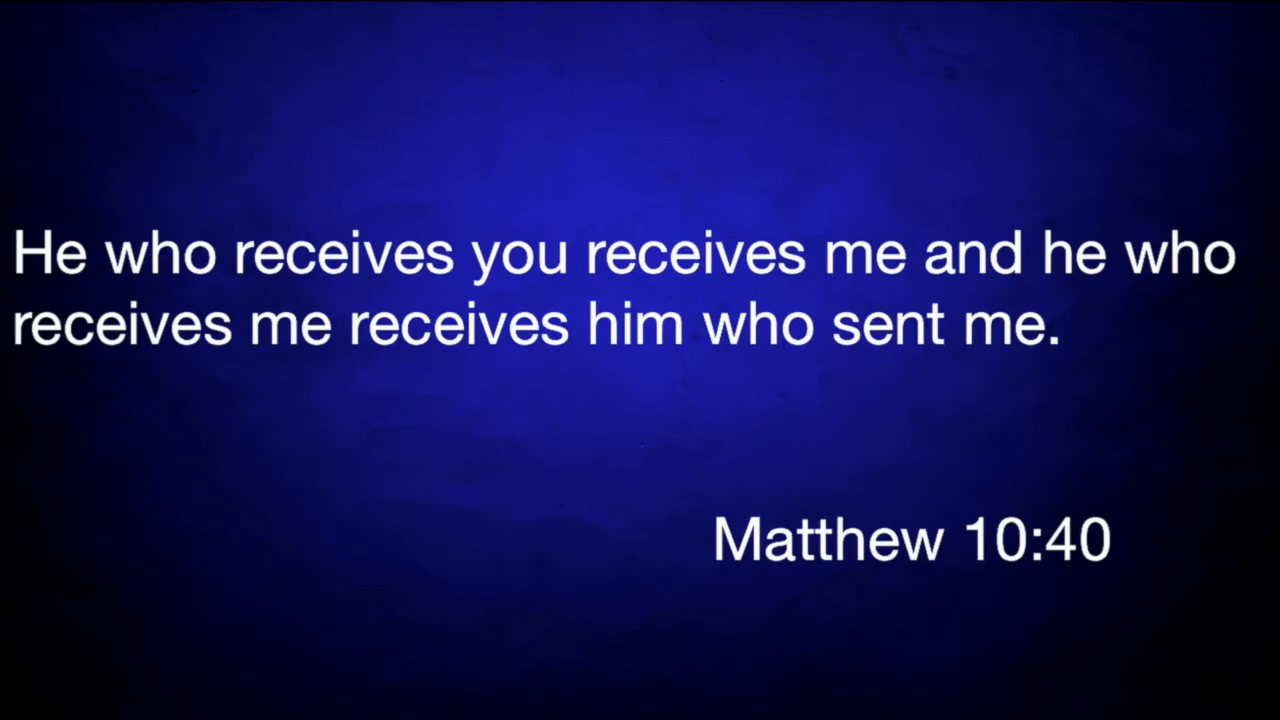 He who receives you receives me and he who
receives me receives him who sent me.
Matthew 10:40